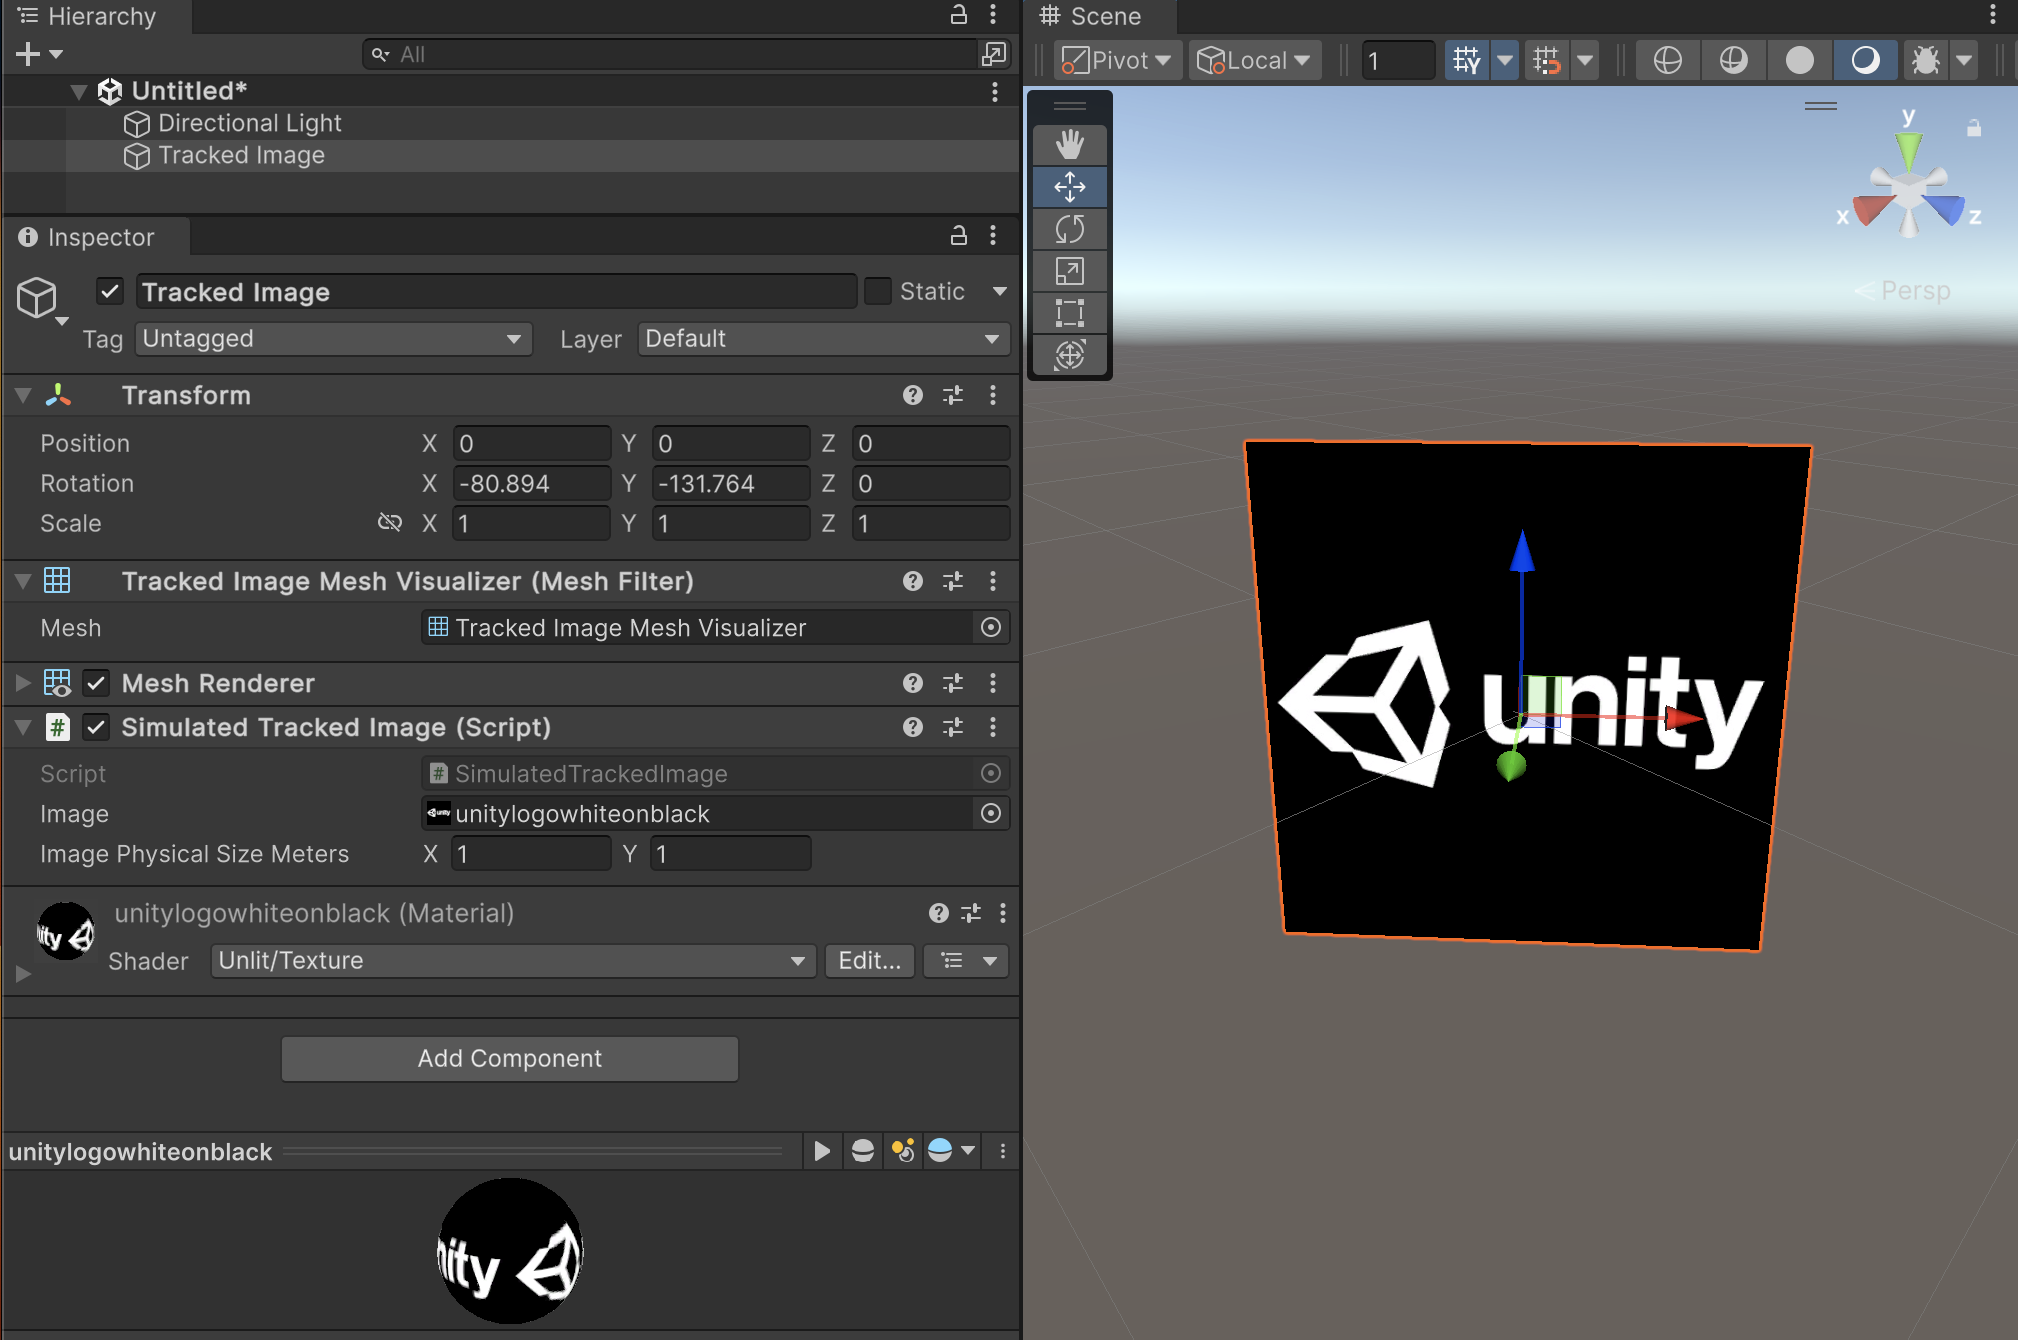 Hierarchy
All
Untitled*
Directional Light
Tracked Image
Inspector
Tracked Image
Static
Tag Untagged Layer Default
Transform
Position X 0 Y 0 Z 0
Rotation X -80.894 Y -131.764 Z 0
Scale X 1 Y 1 Z 1
Tracked Image Mesh Visualizer (Mesh Filter)
Mesh Tracked Image Mesh Visualizer
Mesh Renderer
# Simulated Tracked Image (Script)
Script # SimulatedTrackedImage
Image unitylogowhiteonblack
Image Physical Size Meters X 1 Y 1
unitylogowhiteonblack (Material)
Shader Unlit/Texture Edit...
Add Component
unitylogowhiteonblack
nity
Scene
Pivot Local 1
y
x z
Persp
unity